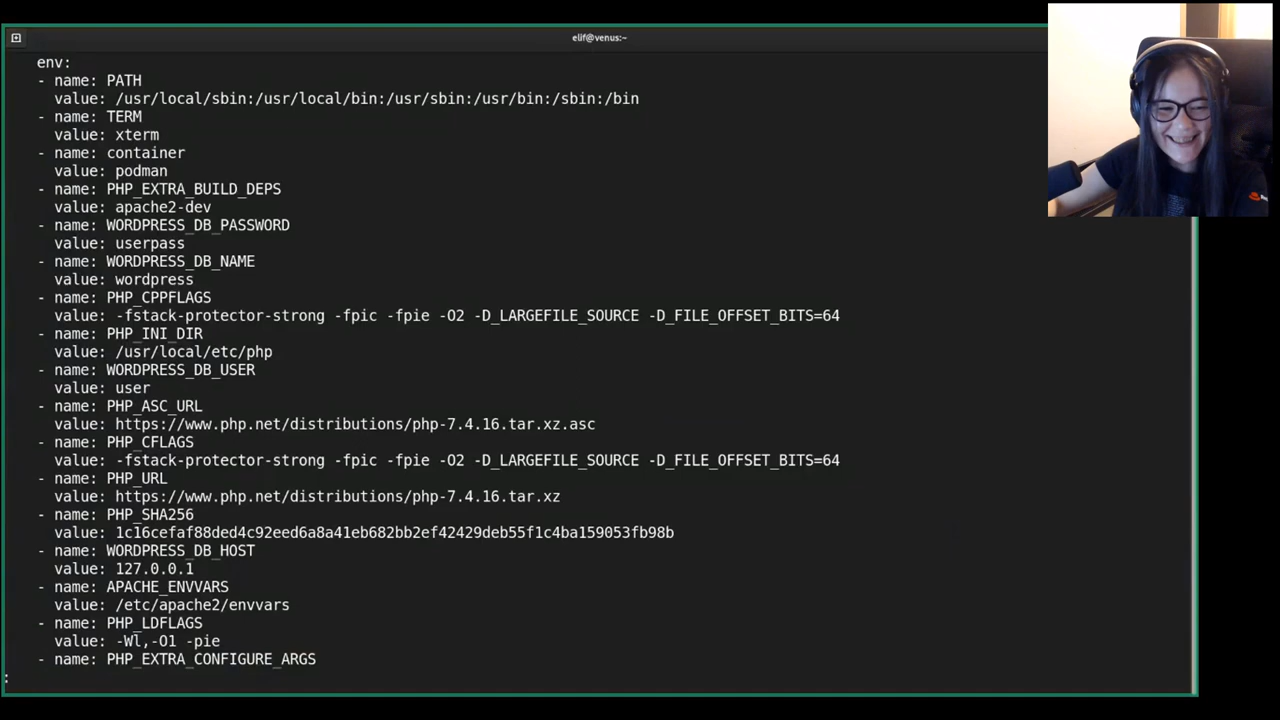 elif@venus:~
env:
- name: PATH
value: /usr/local/sbin:/usr/local/bin:/usr/sbin:/usr/bin:/sbin:/bin
- name: TERM
value: xterm
- name: container
value: podman
- name: PHP_EXTRA_BUILD_DEPS
value: apache2-dev
- name: WORDPRESS_DB_PASSWORD
value: userpass
- name: WORDPRESS_DB_NAME
value: wordpress
- name: PHP_CPPFLAGS
value: -fstack-protector-strong -fpic -fpie -O2 -D_LARGEFILE_SOURCE -D_FILE_OFFSET_BITS=64
- name: PHP_INI_DIR
value: /usr/local/etc/php
- name: WORDPRESS_DB_USER
value: user
- name: PHP_ASC_URL
value: https://www.php.net/distributions/php-7.4.16.tar.xz.asc
- name: PHP_CFLAGS
value: -fstack-protector-strong -fpic -fpie -O2 -D_LARGEFILE_SOURCE -D_FILE_OFFSET_BITS=64
- name: PHP_URL
value: https://www.php.net/distributions/php-7.4.16.tar.xz
- name: PHP_SHA256
value: 1c16cefaf88ded4c92eed6a8a41eb682bb2ef42429deb55f1c4ba159053fb98b
- name: WORDPRESS_DB_HOST
value: 127.0.0.1
- name: APACHE_ENVVARS
value: /etc/apache2/envvars
- name: PHP_LDFLAGS
value: -Wl,-O1 -pie
- name: PHP_EXTRA_CONFIGURE_ARGS
: